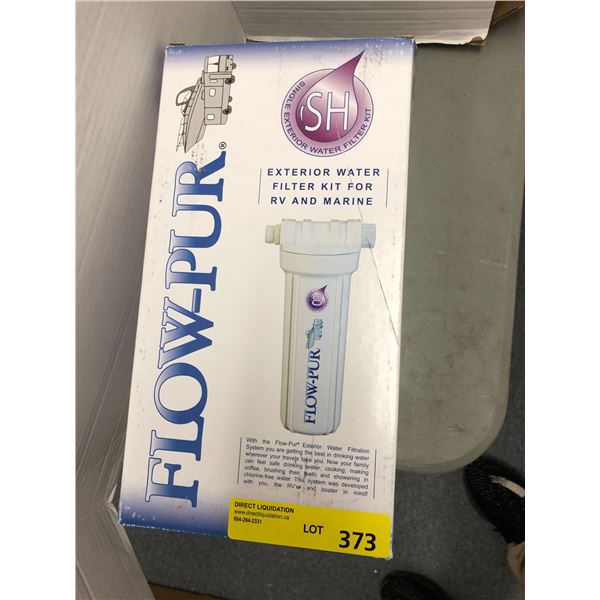 FLOW-PUR®
SINGLE EXTERIOR WATER FILTER KIT
SH
EXTERIOR WATER
FILTER KIT FOR
RV AND MARINE
FLOW-PUR
With the Flow-Pur® Exterior Water Filtration
System you are getting the best in drinking water
wherever your travels take you. Now your family
can feel safe drinking water, cooking, making
coffee, brushing their teeth and showering in
chlorine-free water. This system was developed
with you, the RVer and boater in mind!
DIRECT LIQUIDATION
www.directliquidation.ca
604-294-2331
LOT 373